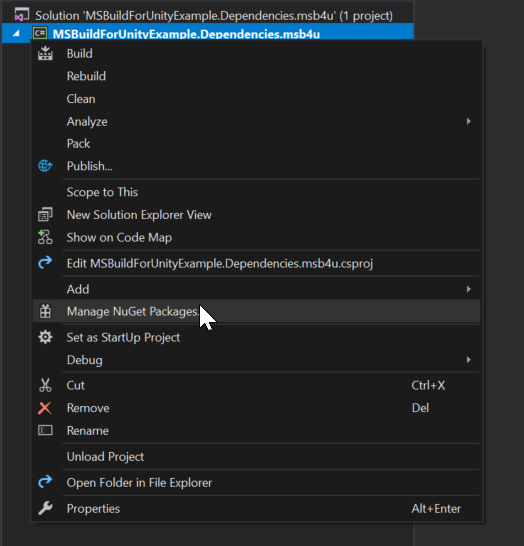 Solution 'MSBuildForUnityExample.Dependencies.msb4u' (1 project)
C# MSBuildForUnityExample.Dependencies.msb4u
Build
Rebuild
Clean
Analyze
Pack
Publish...
Scope to This
New Solution Explorer View
Show on Code Map
Edit MSBuildForUnityExample.Dependencies.msb4u.csproj
Add
Manage NuGet Packages.
Set as StartUp Project
Debug
Cut Ctrl+X
Remove Del
Rename
Unload Project
Open Folder in File Explorer
Properties Alt+Enter